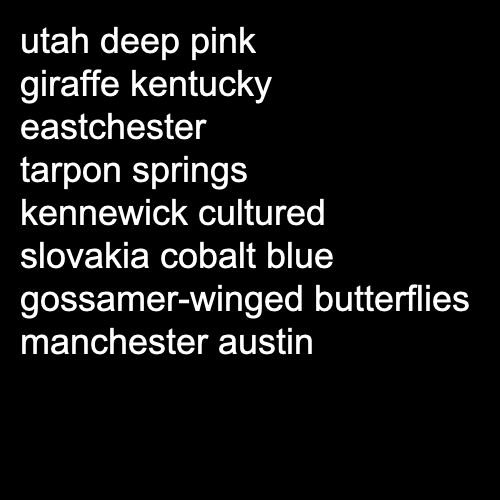 utah deep pink
giraffe kentucky
eastchester
tarpon springs
kennewick cultured
slovakia cobalt blue
gossamer-winged butterflies
manchester austin